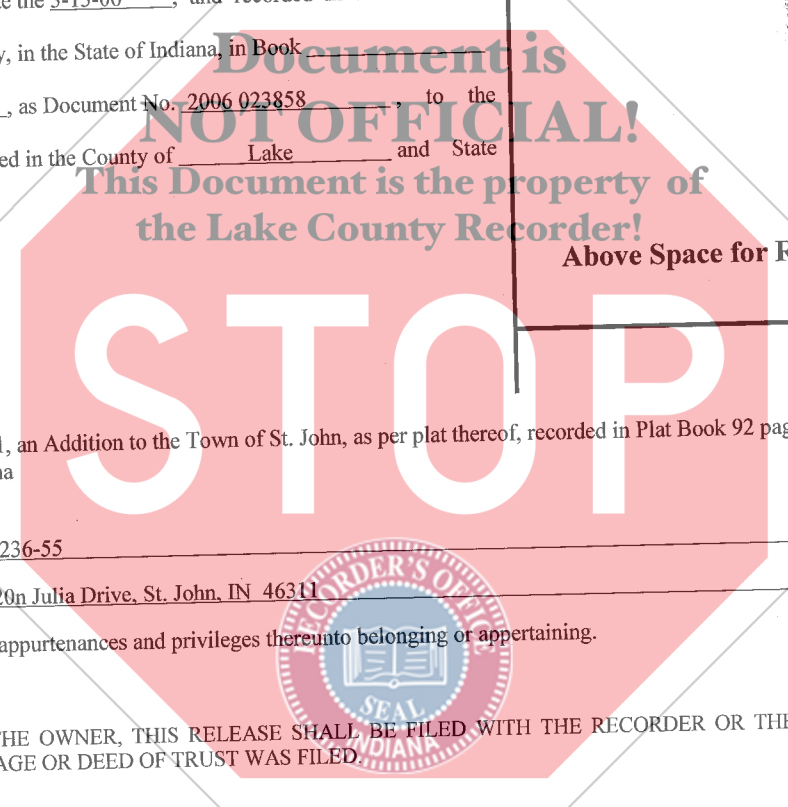 the 3-15-06, and recorded
y, in the State of Indiana, in Book
Document is
, as Document No. 2006 023858, to the
NOT OFFICIAL!
ed in the County of Lake and State
This Document is the property of
the Lake County Recorder!
Above Space for
STOP
, an Addition to the Town of St. John, as per plat thereof, recorded in Plat Book 92 pag
na
236-55
20n Julia Drive, St. John, IN 46311
appurtenances and privileges thereunto belonging or appertaining.
RECORDER'S OFFICE
SEAL
INDIANA
HE OWNER, THIS RELEASE SHALL BE FILED WITH THE RECORDER OR THE
AGE OR DEED OF TRUST WAS FILED.